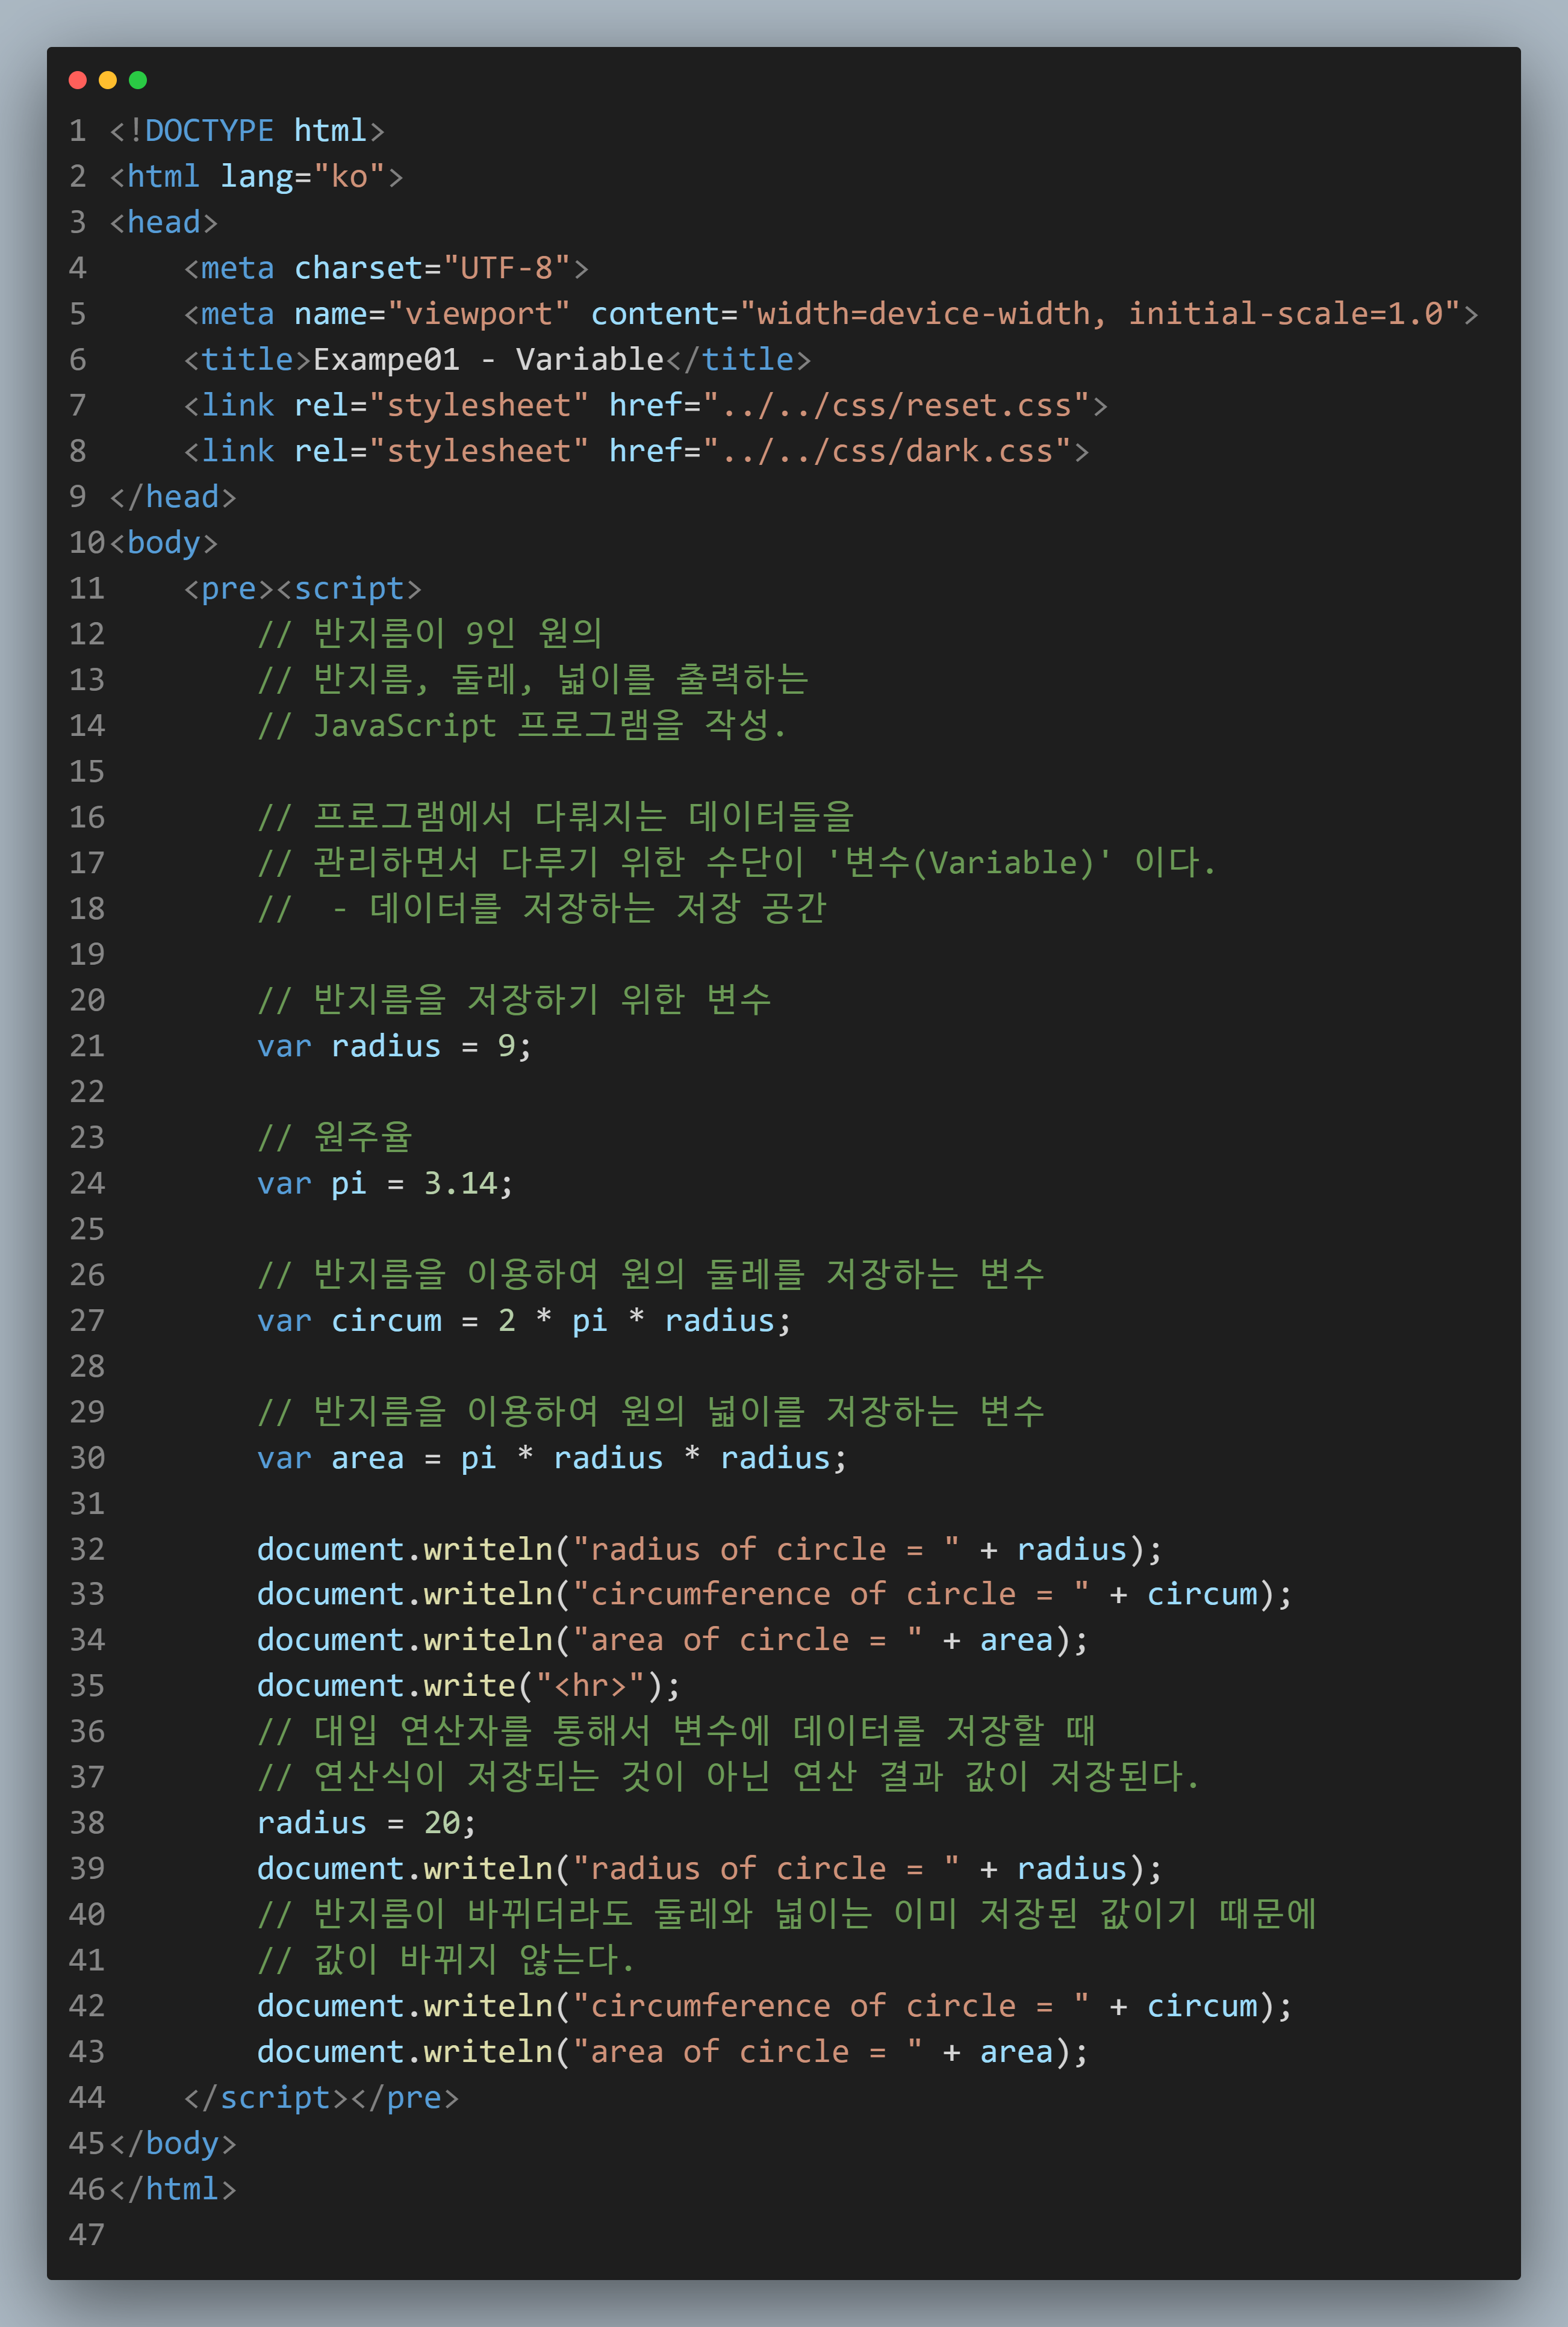 1 <!DOCTYPE html>
2 <html lang="ko">
3 <head>
4     <meta charset="UTF-8">
5     <meta name="viewport" content="width=device-width, initial-scale=1.0">
6     <title>Exampe01 - Variable</title>
7     <link rel="stylesheet" href="../../css/reset.css">
8     <link rel="stylesheet" href="../../css/dark.css">
9 </head>
10 <body>
11     <pre><script>
12         // 반지름이 9인 원의
13         // 반지름, 둘레, 넓이를 출력하는
14         // JavaScript 프로그램을 작성.
15
16         // 프로그램에서 다뤄지는 데이터들을
17         // 관리하면서 다루기 위한 수단이 '변수(Variable)' 이다.
18         //  - 데이터를 저장하는 저장 공간
19
20         // 반지름을 저장하기 위한 변수
21         var radius = 9;
22
23         // 원주율
24         var pi = 3.14;
25
26         // 반지름을 이용하여 원의 둘레를 저장하는 변수
27         var circum = 2 * pi * radius;
28
29         // 반지름을 이용하여 원의 넓이를 저장하는 변수
30         var area = pi * radius * radius;
31
32         document.writeln("radius of circle = " + radius);
33         document.writeln("circumference of circle = " + circum);
34         document.writeln("area of circle = " + area);
35         document.write("<hr>");
36         // 대입 연산자를 통해서 변수에 데이터를 저장할 때
37         // 연산식이 저장되는 것이 아닌 연산 결과 값이 저장된다.
38         radius = 20;
39         document.writeln("radius of circle = " + radius);
40         // 반지름이 바뀌더라도 둘레와 넓이는 이미 저장된 값이기 때문에
41         // 값이 바뀌지 않는다.
42         document.writeln("circumference of circle = " + circum);
43         document.writeln("area of circle = " + area);
44     </script></pre>
45 </body>
46 </html>
47